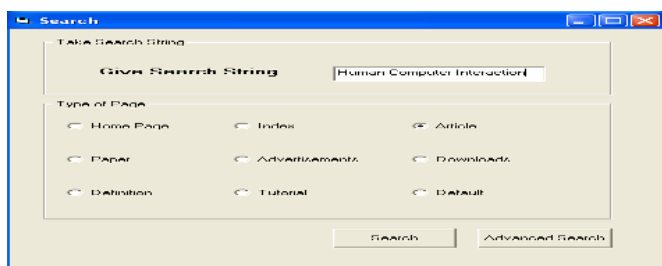 Search
Take Search String
Give Search String Human Computer Interaction
Type of Page
Home Page Index Article
Paper Advertisements Downloads
Definition Tutorial Default
Search Advanced Search